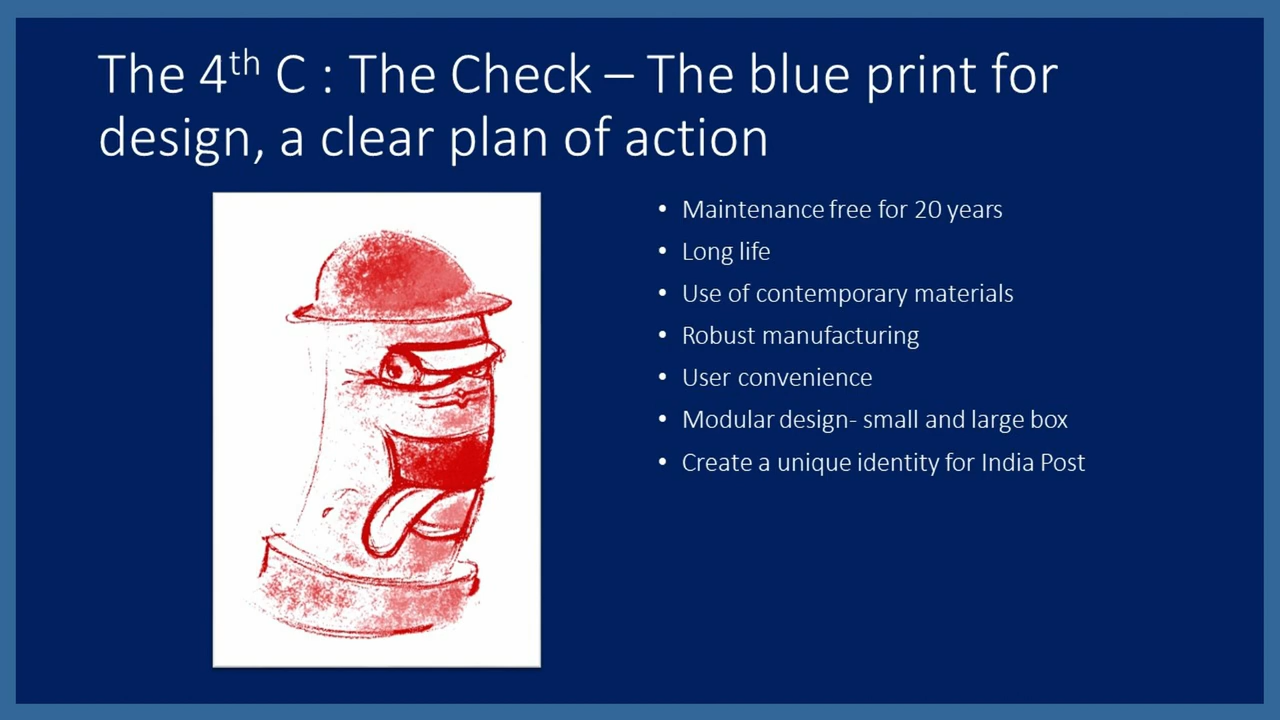 The 4th C : The Check – The blue print for
design, a clear plan of action
• Maintenance free for 20 years
• Long life
• Use of contemporary materials
• Robust manufacturing
• User convenience
• Modular design- small and large box
• Create a unique identity for India Post